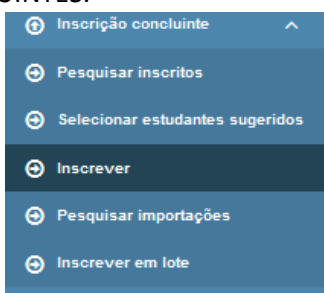 Inscrição concluinte
Pesquisar inscritos
Selecionar estudantes sugeridos
Inscrever
Pesquisar importações
Inscrever em lote